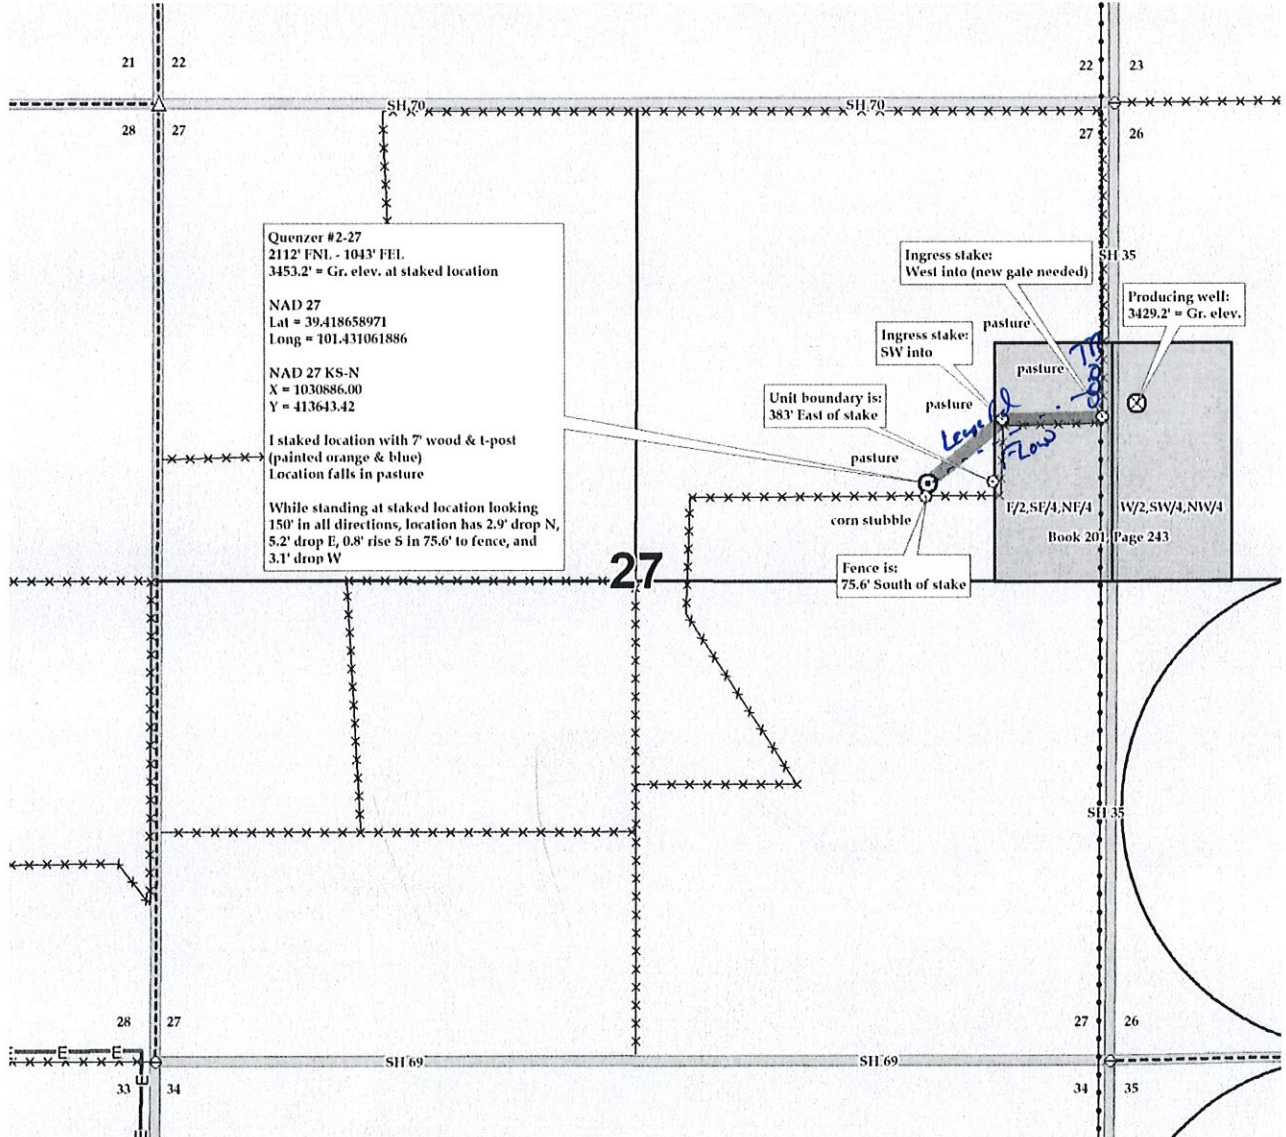 21 22
22 23
SH 70
SH 70
28 27
27 26
Quenzer #2-27
2112' FNL - 1043' FEL
3453.2' = Gr. elev. at staked location
NAD 27
Lat = 39.418658971
Long = 101.431061886
NAD 27 KS-N
X = 1030886.00
Y = 413643.42
I staked location with 7' wood & t-post
(painted orange & blue)
Location falls in pasture
While standing at staked location looking
150' in all directions, location has 2.9' drop N,
5.2' drop E, 0.8' rise S in 75.6' to fence, and
3.1' drop W
Ingress stake:
West into (new gate needed)
SH 35
Producing well:
3429.2' = Gr. elev.
pasture
Ingress stake:
SW into
pasture
Unit boundary is:
383' East of stake
pasture
Flow
pasture
corn stubble
E/2,SE/4,NE/4
W/2,SW/4,NW/4
Book 201, Page 243
Fence is:
75.6' South of stake
27
SH 35
28 27
27 26
E E
SH 69
SH 69
33 34
34 35
E
E